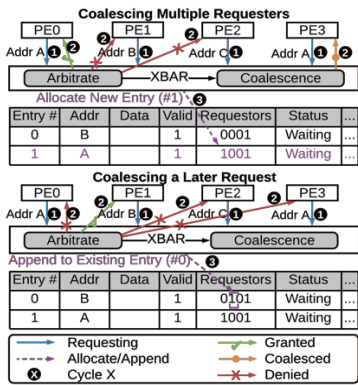 Coalescing Multiple Requesters
PE0 PE1 PE2 PE3
Addr A 1 2 Addr B 1 2 Addr C 1 Addr A 1 2
Arbitrate XBAR Coalescence
Allocate New Entry (#1) 3
Entry # Addr Data Valid Requestors Status ...
0 B 1 0001 Waiting ...
1 A 1 1001 Waiting ...
Coalescing a Later Request
PE0 PE1 PE2 PE3
Addr A 1 2 2 Addr B 1 2 Addr C 1 2 Addr A 1
Arbitrate XBAR Coalescence
Append to Existing Entry (#0) 3
Entry # Addr Data Valid Requestors Status ...
0 B 1 0101 Waiting ...
1 A 1 1001 Waiting ...
Requesting Granted
Allocate/Append Coalesced
X Cycle X Denied